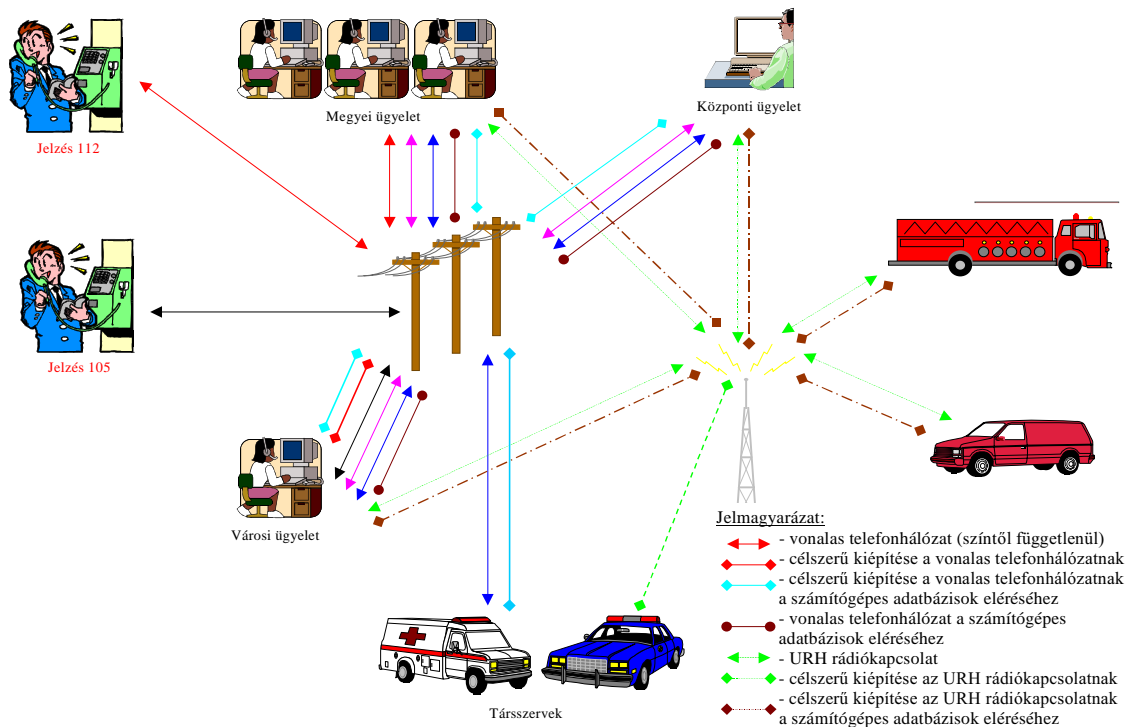 Megyei ügyelet
Központi ügyelet
Jelzés 112
Jelzés 105
Városi ügyelet
Társszervek
Jelmagyarázat:
- vonalas telefonhálózat (színtől függetlenül)
- célszerű kiépítése a vonalas telefonhálózatnak
- célszerű kiépítése a vonalas telefonhálózatnak
a számítógépes adatbázisok eléréséhez
- vonalas telefonhálózat a számítógépes
adatbázisok eléréséhez
- URH rádiókapcsolat
- célszerű kiépítése az URH rádiókapcsolatnak
- célszerű kiépítése az URH rádiókapcsolatnak
a számítógépes adatbázisok eléréséhez